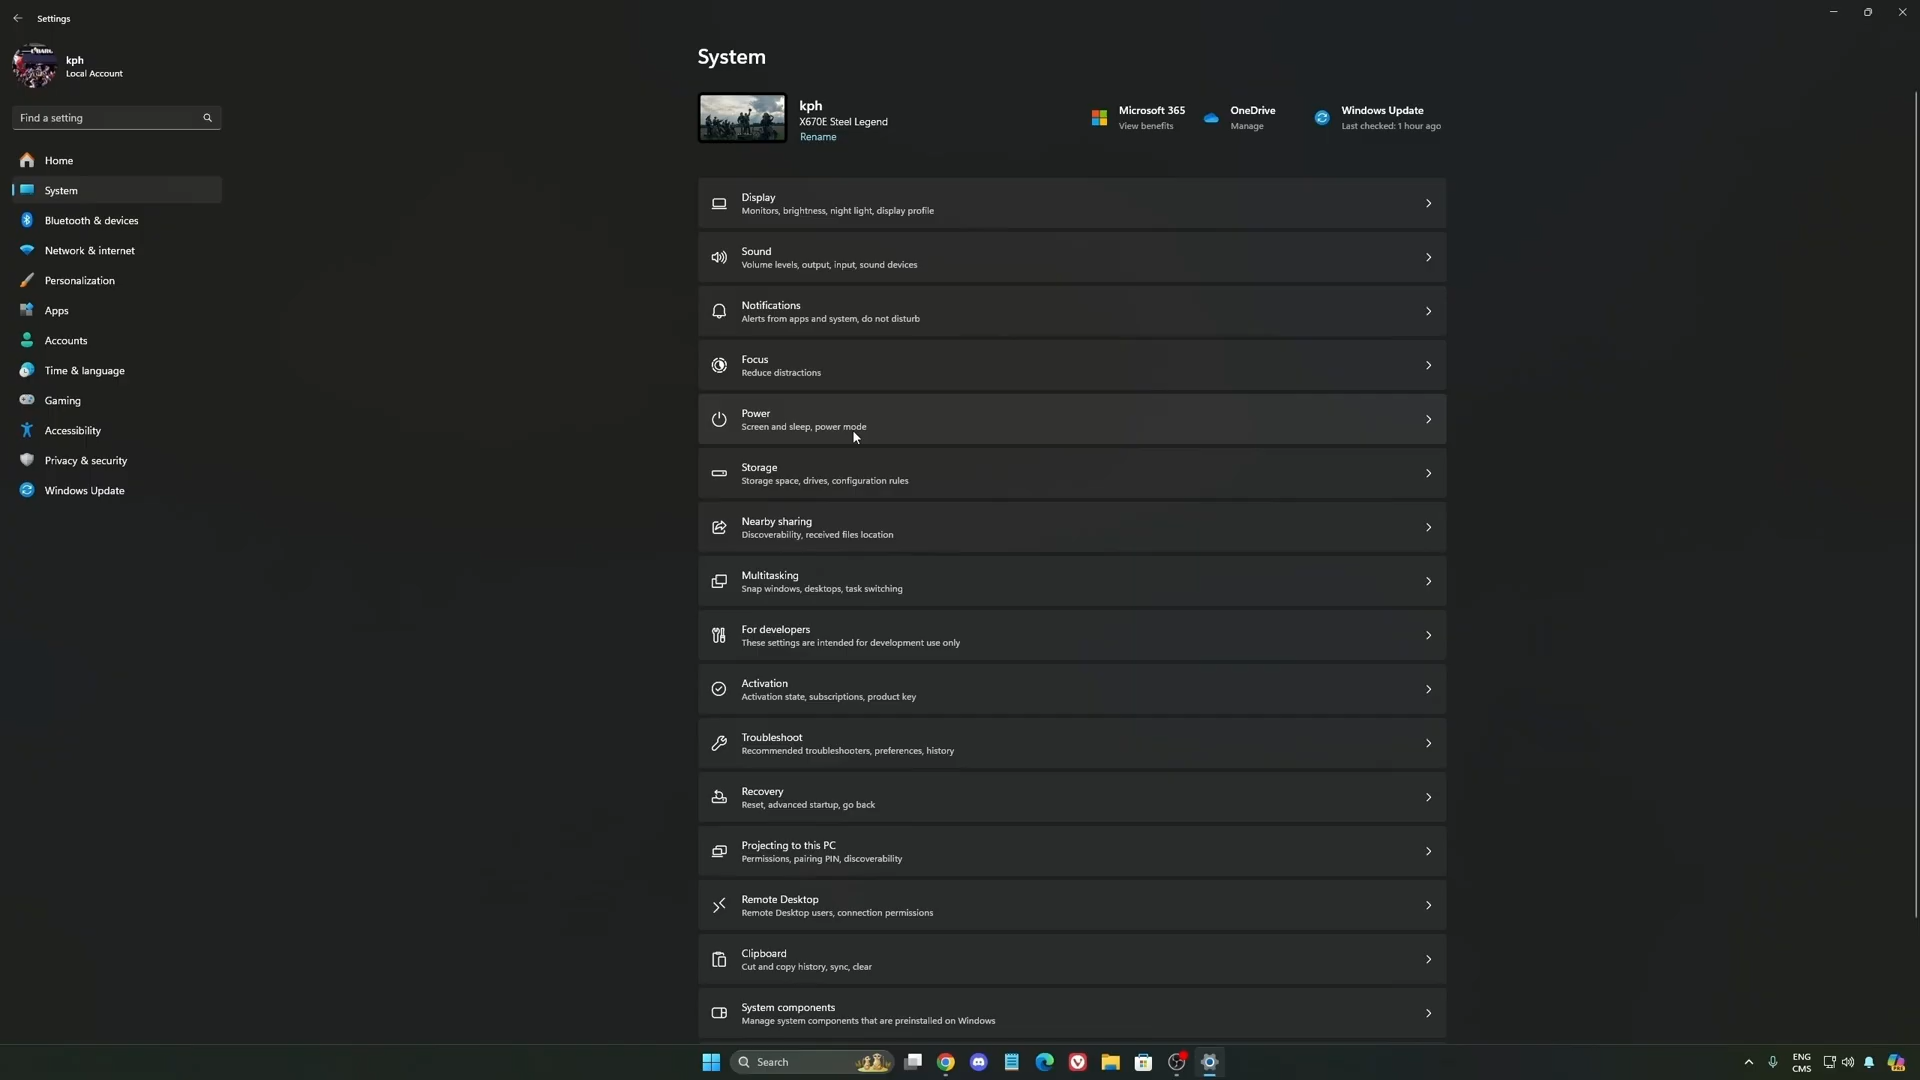 Settings
kph
Local Account
Find a setting
Home
System
Bluetooth & devices
Network & internet
Personalization
Apps
Accounts
Time & language
Gaming
Accessibility
Privacy & security
Windows Update
System
kph
X670E Steel Legend
Rename
Microsoft 365
View benefits
OneDrive
Manage
Windows Update
Last checked: 1 hour ago
Display
Monitors, brightness, night light, display profile
Sound
Volume levels, output, input, sound devices
Notifications
Alerts from apps and system, do not disturb
Focus
Reduce distractions
Power
Screen and sleep, power mode
Storage
Storage space, drives, configuration rules
Nearby sharing
Discoverability, received files location
Multitasking
Snap windows, desktops, task switching
For developers
These settings are intended for development use only
Activation
Activation state, subscriptions, product key
Troubleshoot
Recommended troubleshooters, preferences, history
Recovery
Reset, advanced startup, go back
Projecting to this PC
Permissions, pairing PIN, discoverability
Remote Desktop
Remote Desktop users, connection permissions
Clipboard
Cut and copy history, sync, clear
System components
Manage system components that are preinstalled on Windows
Search
ENG
CMS